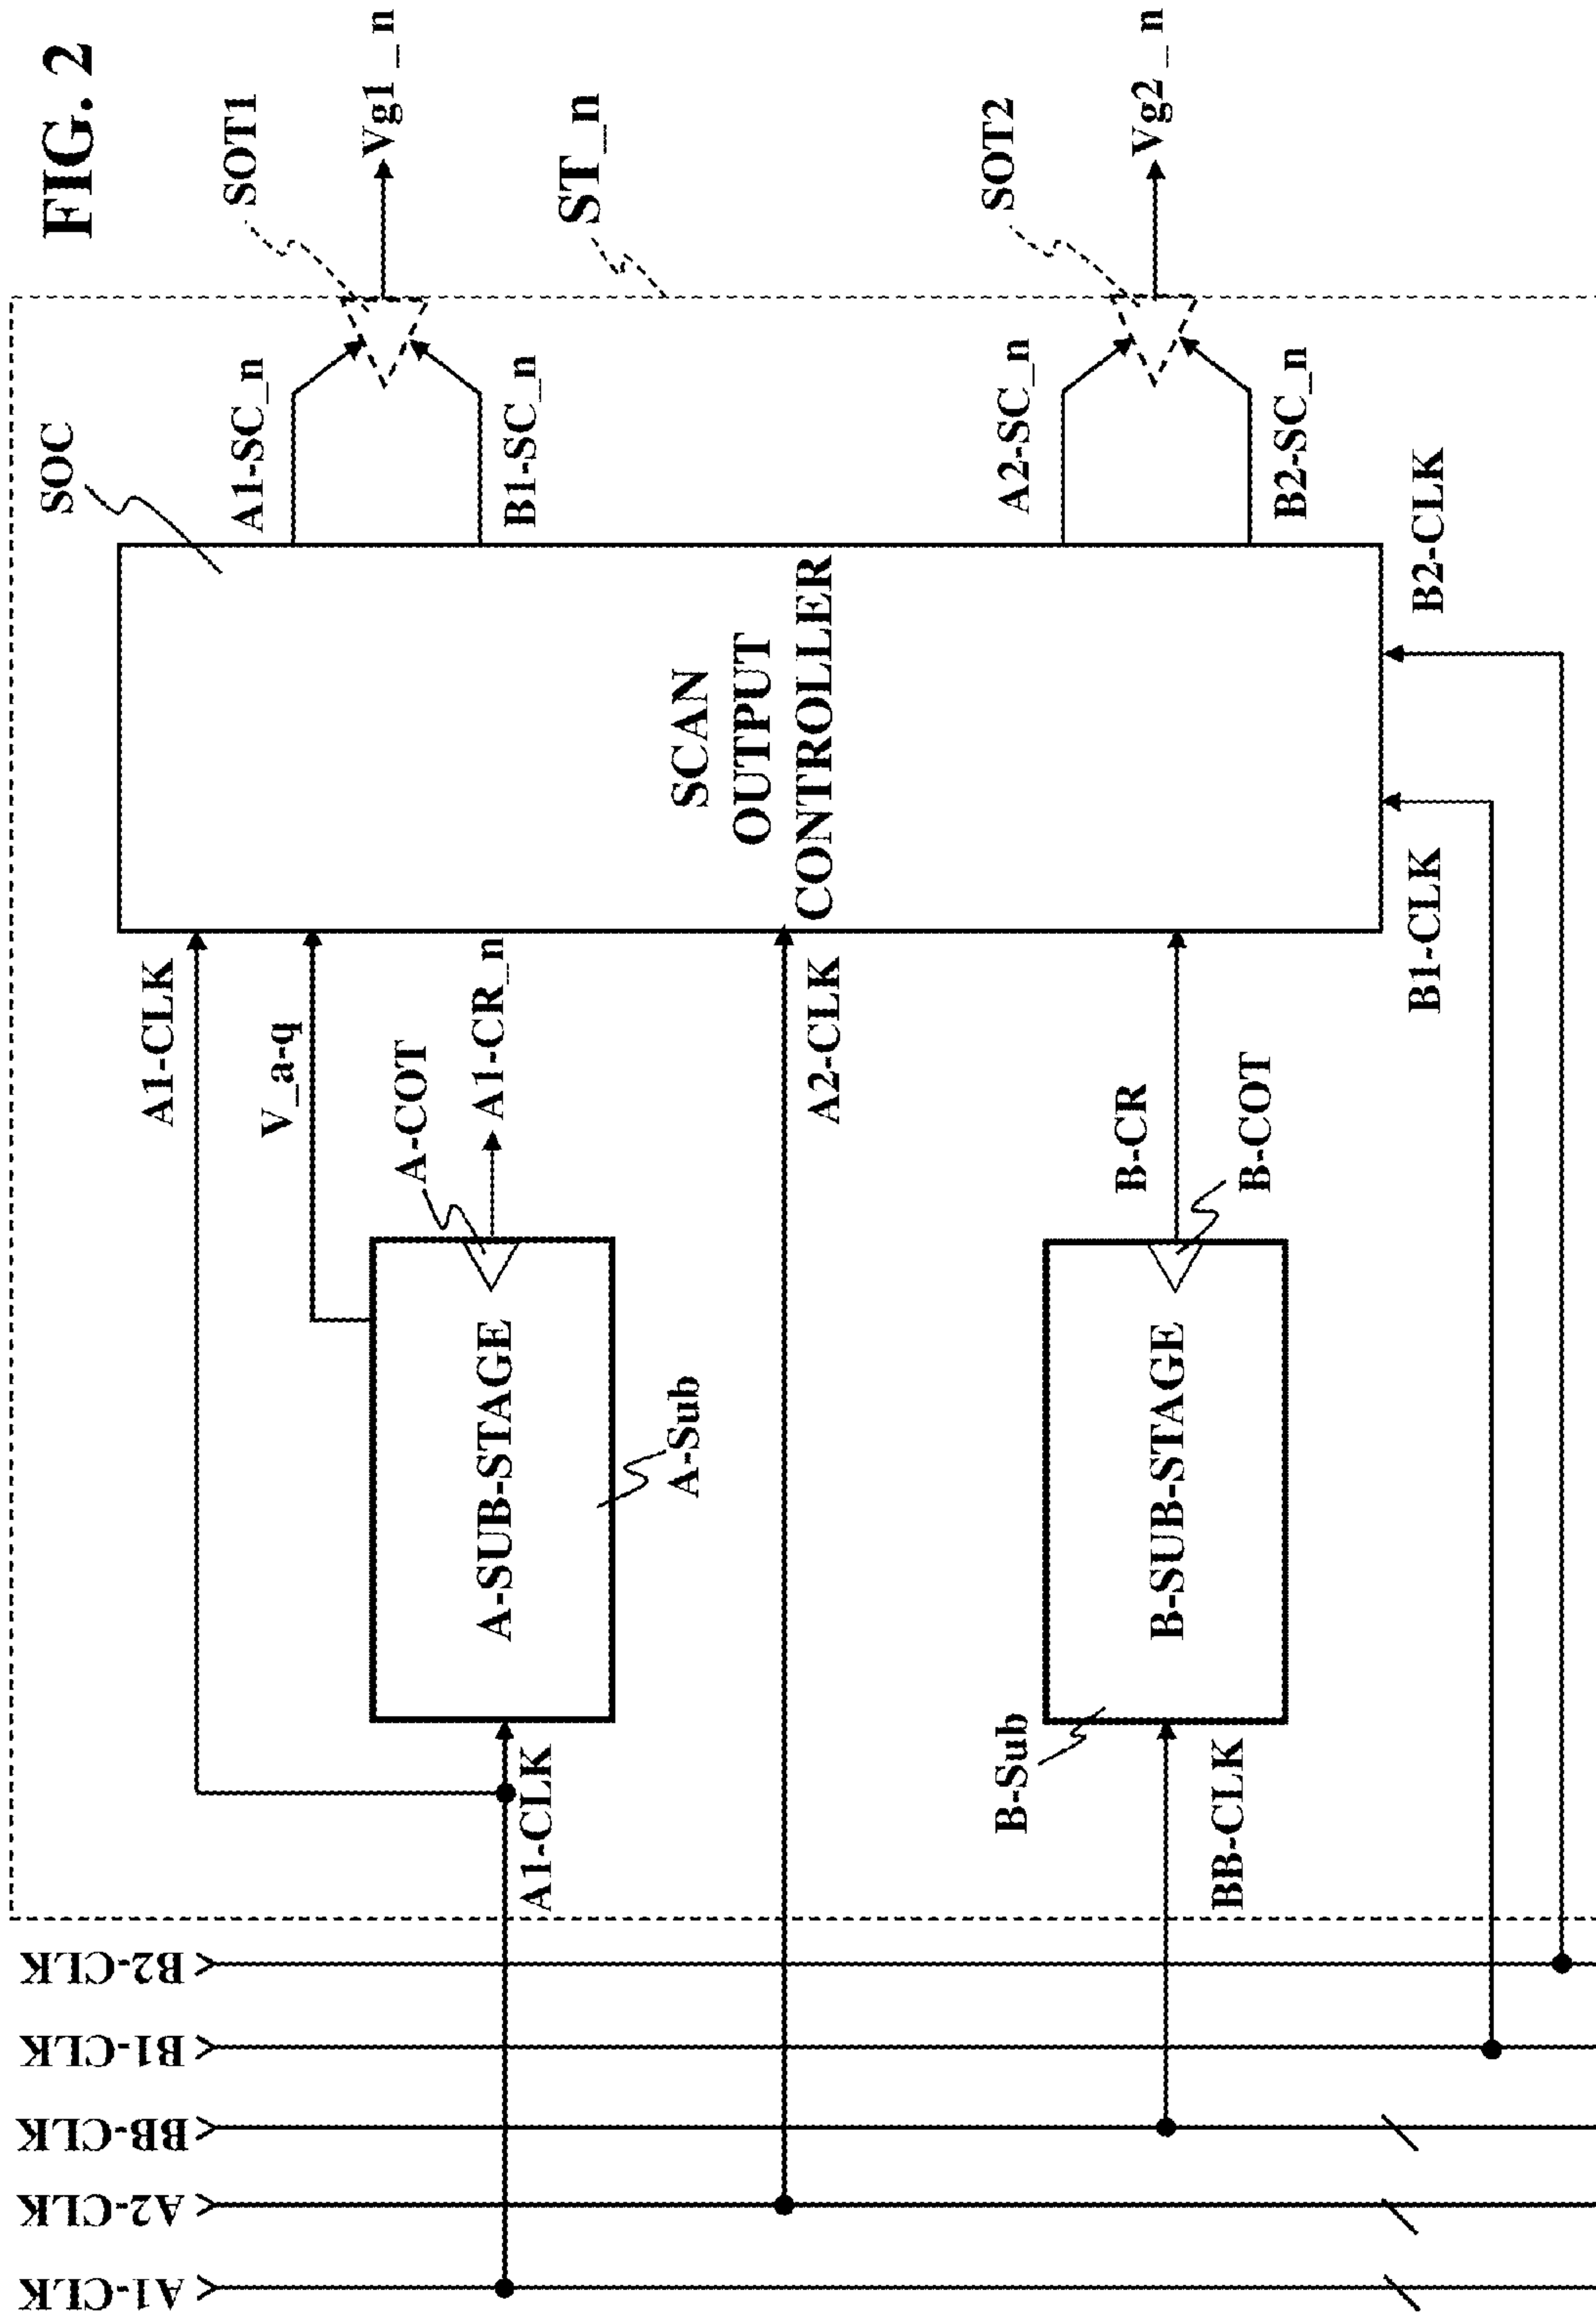 FIG. 2
A1-CLK
A2-CLK
BB-CLK
B1-CLK
B2-CLK
SOC
A1-CLK
V_a-q
A-COT
A1-CR_n
A1-CLK
A-SUB-STAGE
A-Sub
A2-CLK
B-Sub
BB-CLK
B-SUB-STAGE
B-CR
B-COT
SCAN
OUTPUT
CONTROLLER
A1-SC_n
B1-SC_n
SOT1
Vg1_n
ST_n
A2-SC_n
B2-SC_n
SOT2
Vg2_n
B1-CLK
B2-CLK